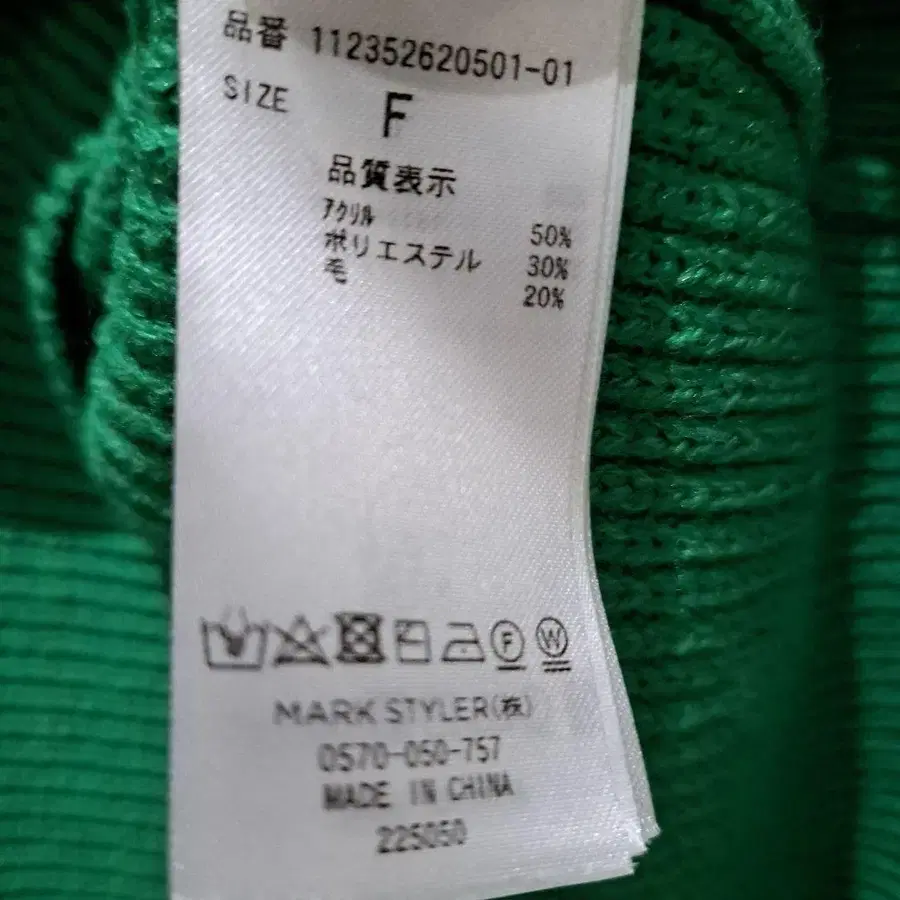 品番 112352620501-01
SIZE F
品質表示
アクリル 50%
ポリエステル 30%
毛 20%
F W
MARK STYLER(株)
0570-050-757
MADE IN CHINA
225050